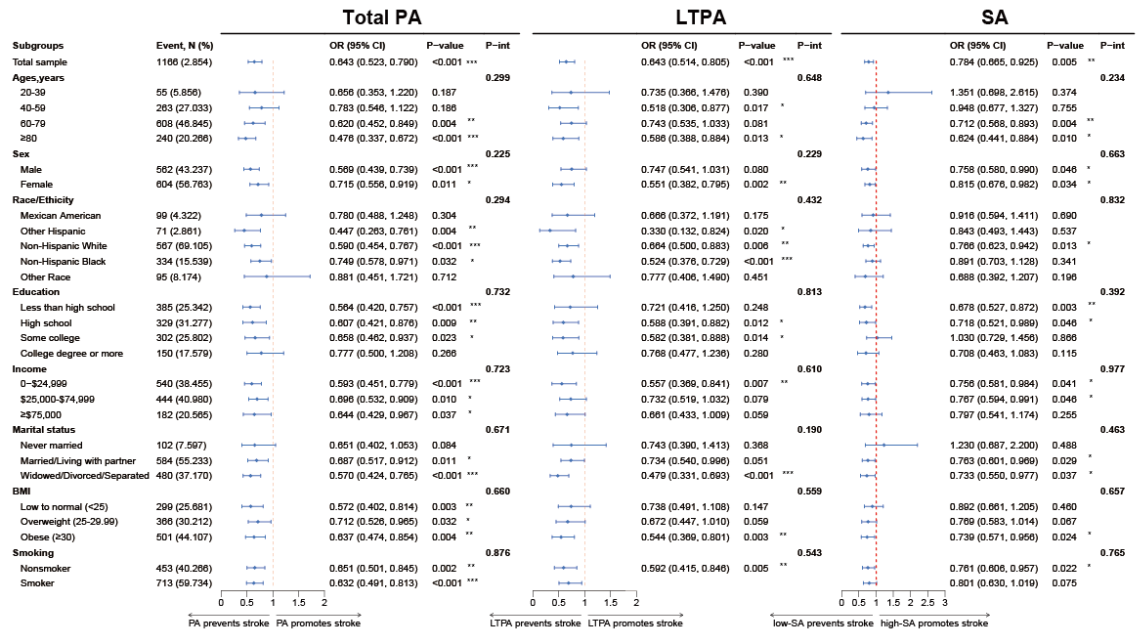 Total PA LTPA SA
Subgroups Event, N (%) OR (95% CI) P-value P-int OR (95% CI) P-value P-int OR (95% CI) P-value P-int
Total sample 1166 (2.854) 0.643 (0.523, 0.790) <0.001 *** 0.643 (0.514, 0.805) <0.001 *** 0.784 (0.665, 0.925) 0.005 **
Ages,years 0.299 0.648 0.234
20-39 55 (5.856) 0.656 (0.353, 1.220) 0.187 0.735 (0.366, 1.476) 0.390 1.351 (0.698, 2.615) 0.374
40-59 263 (27.033) 0.783 (0.546, 1.122) 0.186 0.518 (0.306, 0.877) 0.017 * 0.948 (0.677, 1.327) 0.755
60-79 608 (46.845) 0.620 (0.452, 0.849) 0.004 ** 0.743 (0.535, 1.033) 0.081 0.712 (0.568, 0.893) 0.004 **
≥80 240 (20.266) 0.476 (0.337, 0.672) <0.001 *** 0.586 (0.388, 0.884) 0.013 * 0.624 (0.441, 0.884) 0.010 *
Sex 0.225 0.229 0.663
Male 562 (43.237) 0.569 (0.439, 0.739) <0.001 *** 0.747 (0.541, 1.031) 0.080 0.758 (0.580, 0.990) 0.046 *
Female 604 (56.763) 0.715 (0.556, 0.919) 0.011 * 0.551 (0.382, 0.795) 0.002 ** 0.815 (0.676, 0.982) 0.034 *
Race/Ethicity 0.294 0.432 0.832
Mexican American 99 (4.322) 0.780 (0.488, 1.248) 0.304 0.666 (0.372, 1.191) 0.175 0.916 (0.594, 1.411) 0.690
Other Hispanic 71 (2.861) 0.447 (0.263, 0.761) 0.004 ** 0.330 (0.132, 0.824) 0.020 * 0.843 (0.493, 1.443) 0.537
Non-Hispanic White 567 (69.105) 0.590 (0.454, 0.767) <0.001 *** 0.664 (0.500, 0.883) 0.006 ** 0.766 (0.623, 0.942) 0.013 *
Non-Hispanic Black 334 (15.539) 0.749 (0.578, 0.971) 0.032 * 0.524 (0.376, 0.729) <0.001 *** 0.891 (0.703, 1.128) 0.341
Other Race 95 (8.174) 0.881 (0.451, 1.721) 0.712 0.777 (0.406, 1.490) 0.451 0.688 (0.392, 1.207) 0.196
Education 0.732 0.813 0.392
Less than high school 385 (25.342) 0.564 (0.420, 0.757) <0.001 *** 0.721 (0.416, 1.250) 0.248 0.678 (0.527, 0.872) 0.003 **
High school 329 (31.277) 0.607 (0.421, 0.876) 0.009 ** 0.588 (0.391, 0.882) 0.012 * 0.718 (0.521, 0.989) 0.046 *
Some college 302 (25.802) 0.658 (0.462, 0.937) 0.023 * 0.582 (0.381, 0.888) 0.014 * 1.030 (0.729, 1.456) 0.866
College degree or more 150 (17.579) 0.777 (0.500, 1.208) 0.266 0.768 (0.477, 1.236) 0.280 0.708 (0.463, 1.083) 0.115
Income 0.723 0.610 0.977
0-$24,999 540 (38.455) 0.593 (0.451, 0.779) <0.001 *** 0.557 (0.369, 0.841) 0.007 ** 0.756 (0.581, 0.984) 0.041 *
$25,000-$74,999 444 (40.980) 0.696 (0.532, 0.909) 0.010 * 0.732 (0.519, 1.032) 0.079 0.767 (0.594, 0.991) 0.046 *
≥$75,000 182 (20.565) 0.644 (0.429, 0.967) 0.037 * 0.661 (0.433, 1.009) 0.059 0.797 (0.541, 1.174) 0.255
Marital status 0.671 0.190 0.463
Never married 102 (7.597) 0.651 (0.402, 1.053) 0.084 0.743 (0.390, 1.413) 0.368 1.230 (0.687, 2.200) 0.488
Married/Living with partner 584 (55.233) 0.687 (0.517, 0.912) 0.011 * 0.734 (0.540, 0.996) 0.051 0.763 (0.601, 0.969) 0.029 *
Widowed/Divorced/Separated 480 (37.170) 0.570 (0.424, 0.765) <0.001 *** 0.479 (0.331, 0.693) <0.001 *** 0.733 (0.550, 0.977) 0.037 *
BMI 0.660 0.559 0.657
Low to normal (<25) 299 (25.681) 0.572 (0.402, 0.814) 0.003 ** 0.738 (0.491, 1.108) 0.147 0.892 (0.661, 1.205) 0.460
Overweight (25-29.99) 366 (30.212) 0.712 (0.526, 0.965) 0.032 * 0.672 (0.447, 1.010) 0.059 0.769 (0.583, 1.014) 0.067
Obese (≥30) 501 (44.107) 0.637 (0.474, 0.854) 0.004 ** 0.544 (0.369, 0.801) 0.003 ** 0.739 (0.571, 0.956) 0.024 *
Smoking 0.876 0.543 0.765
Nonsmoker 453 (40.266) 0.651 (0.501, 0.845) 0.002 ** 0.592 (0.415, 0.846) 0.005 ** 0.761 (0.606, 0.957) 0.022 *
Smoker 713 (59.734) 0.632 (0.491, 0.813) <0.001 *** 0.801 (0.630, 1.019) 0.075
0 0.5 1 1.5 2 0 0.5 1 1.5 2 0 0.5 1 1.5 2 2.5 3
PA prevents stroke PA promotes stroke LTPA prevents stroke LTPA promotes stroke low-SA prevents stroke high-SA promotes stroke